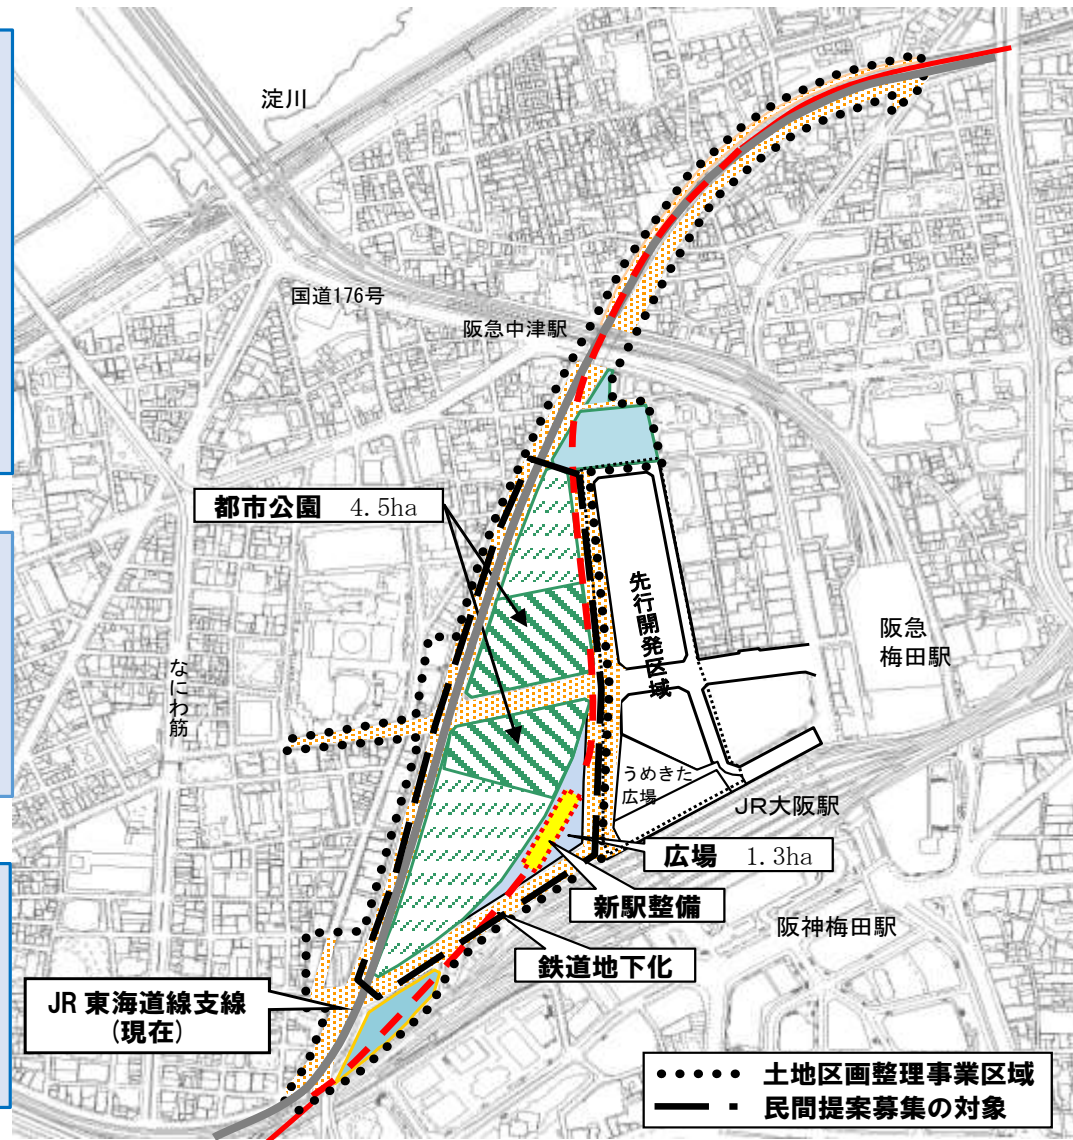 淀川
国道176号
阪急中津駅
都市公園 4.5ha
先行開発区域
阪急
梅田駅
なにわ筋
うめきた
広場
JR大阪駅
広場 1.3ha
新駅整備
阪神梅田駅
鉄道地下化
JR 東海道線支線
(現在)
土地区画整理事業区域
民間提案募集の対象